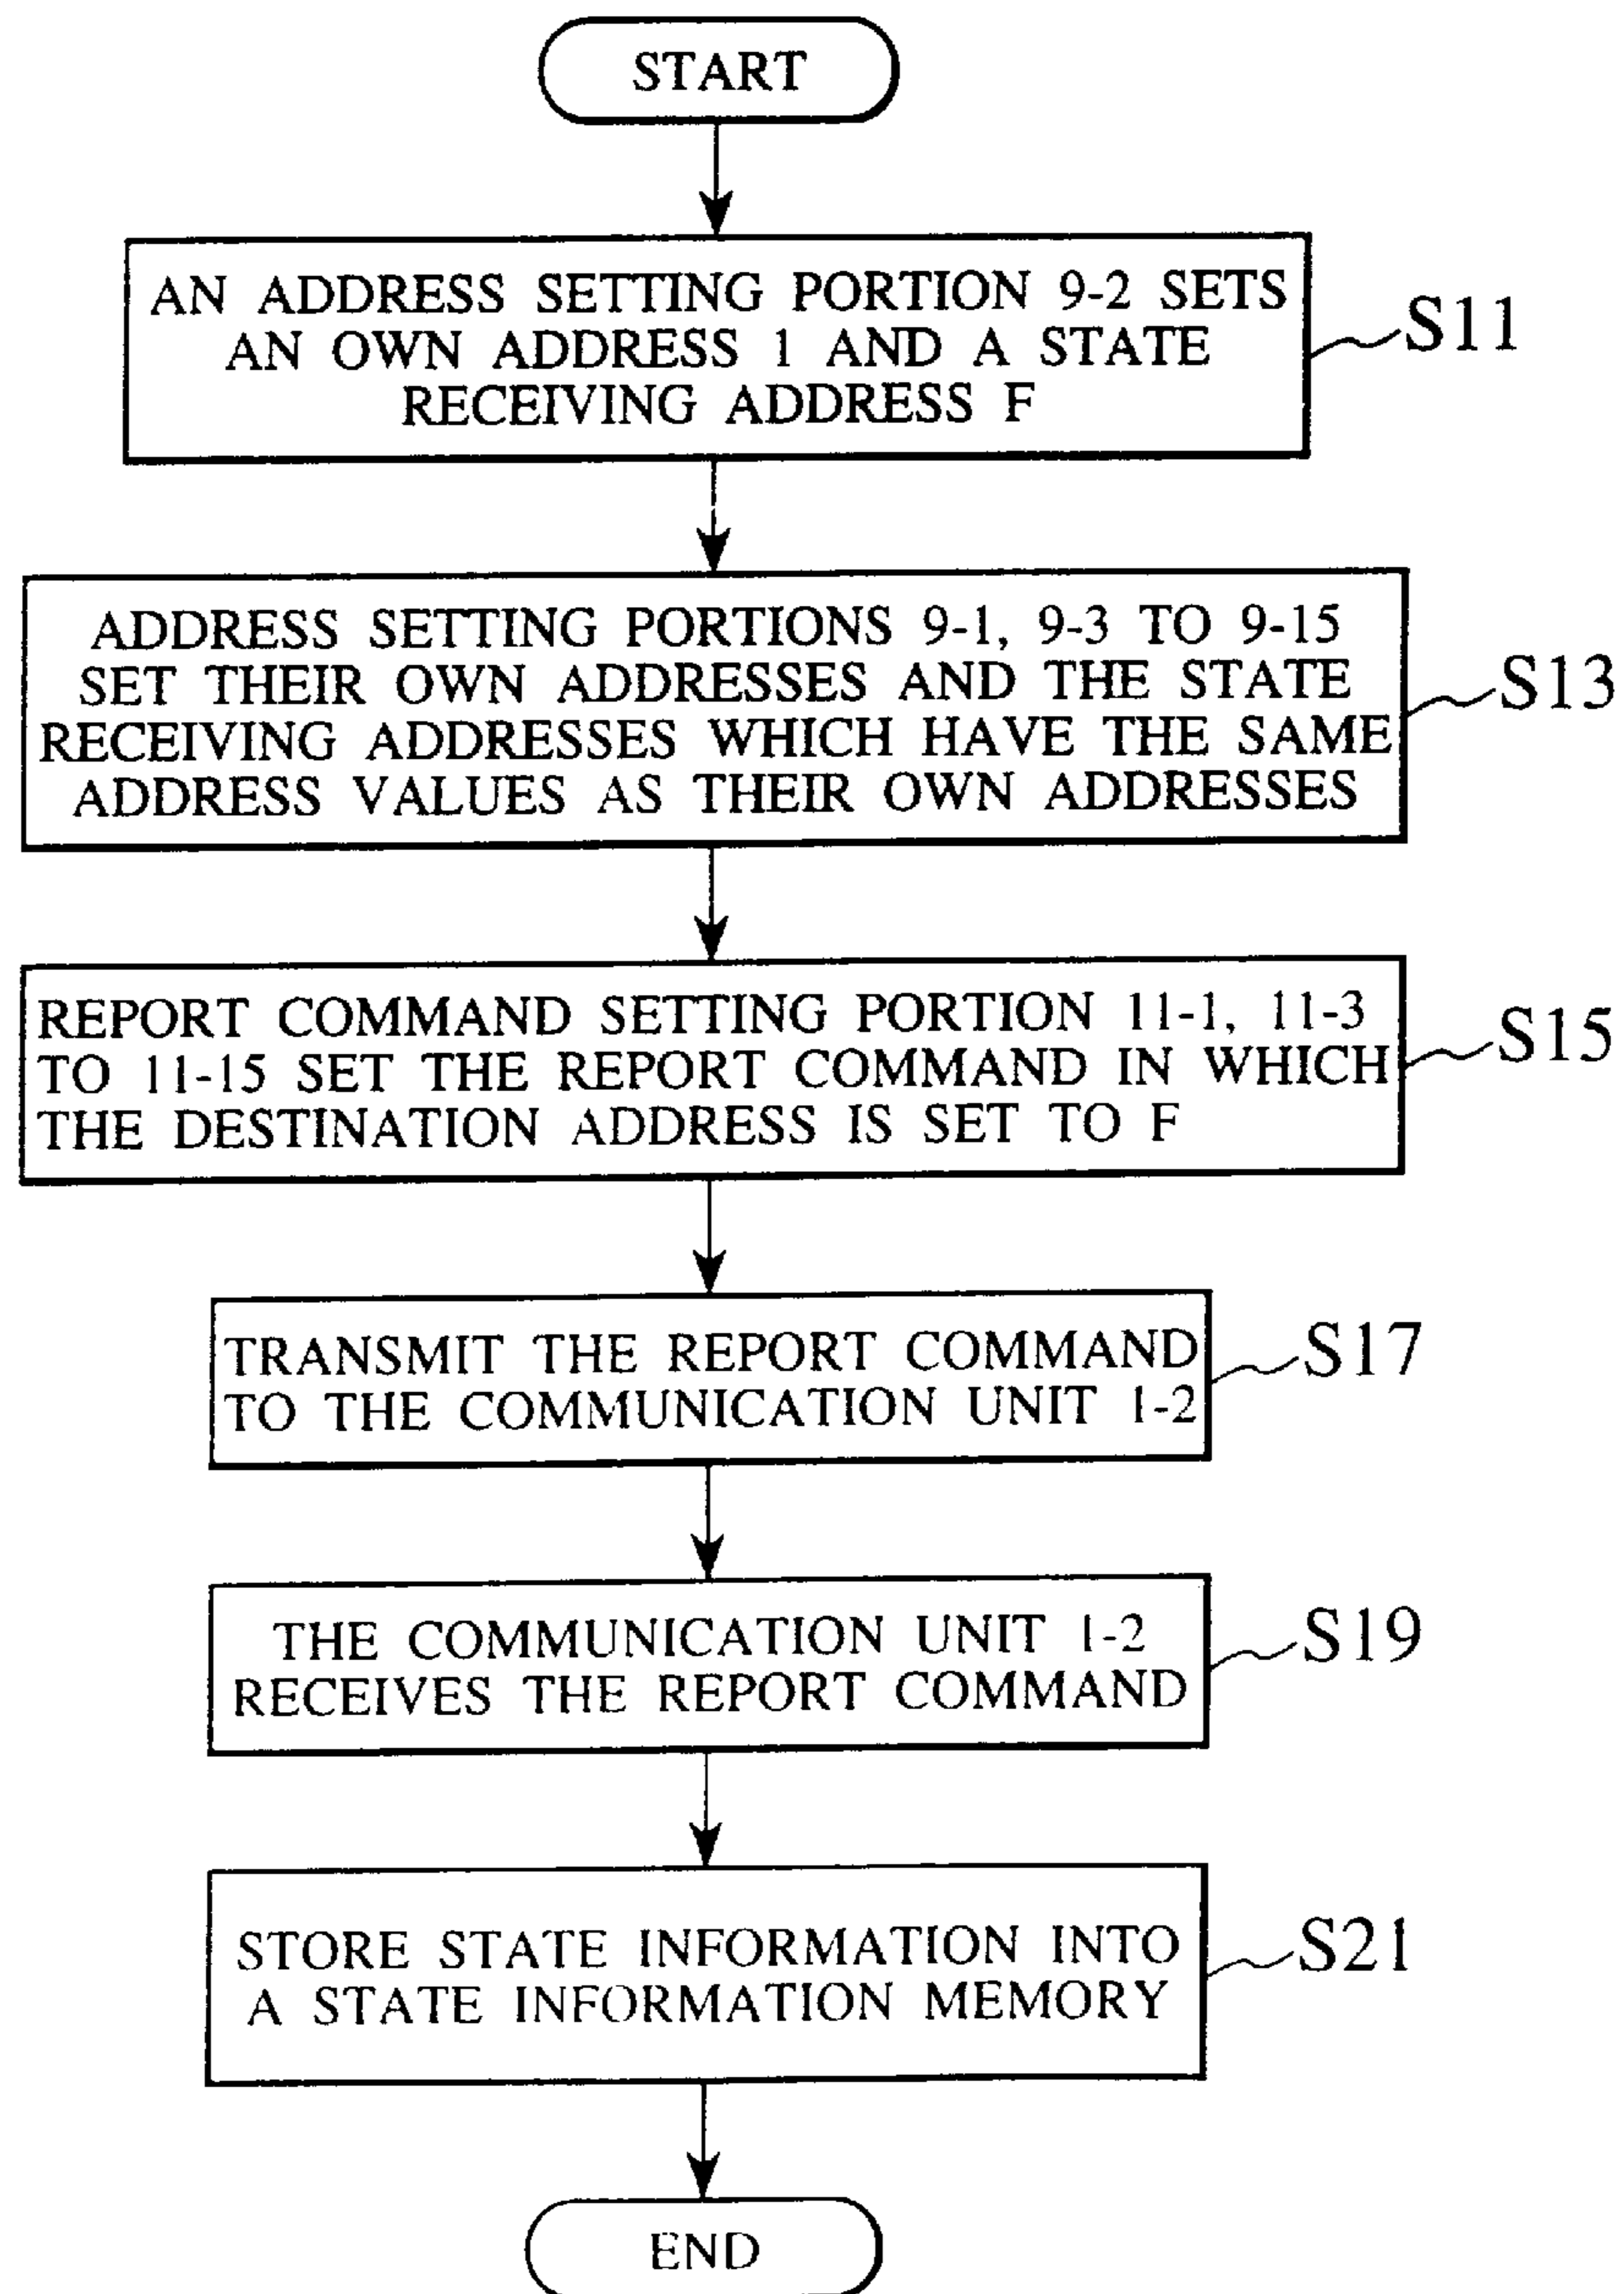 START
AN ADDRESS SETTING PORTION 9-2 SETS
AN OWN ADDRESS 1 AND A STATE
RECEIVING ADDRESS F
S11
ADDRESS SETTING PORTIONS 9-1, 9-3 TO 9-15
SET THEIR OWN ADDRESSES AND THE STATE
RECEIVING ADDRESSES WHICH HAVE THE SAME
ADDRESS VALUES AS THEIR OWN ADDRESSES
S13
REPORT COMMAND SETTING PORTION 11-1, 11-3
TO 11-15 SET THE REPORT COMMAND IN WHICH
THE DESTINATION ADDRESS IS SET TO F
S15
TRANSMIT THE REPORT COMMAND
TO THE COMMUNICATION UNIT 1-2
S17
THE COMMUNICATION UNIT 1-2
RECEIVES THE REPORT COMMAND
S19
STORE STATE INFORMATION INTO
A STATE INFORMATION MEMORY
S21
END